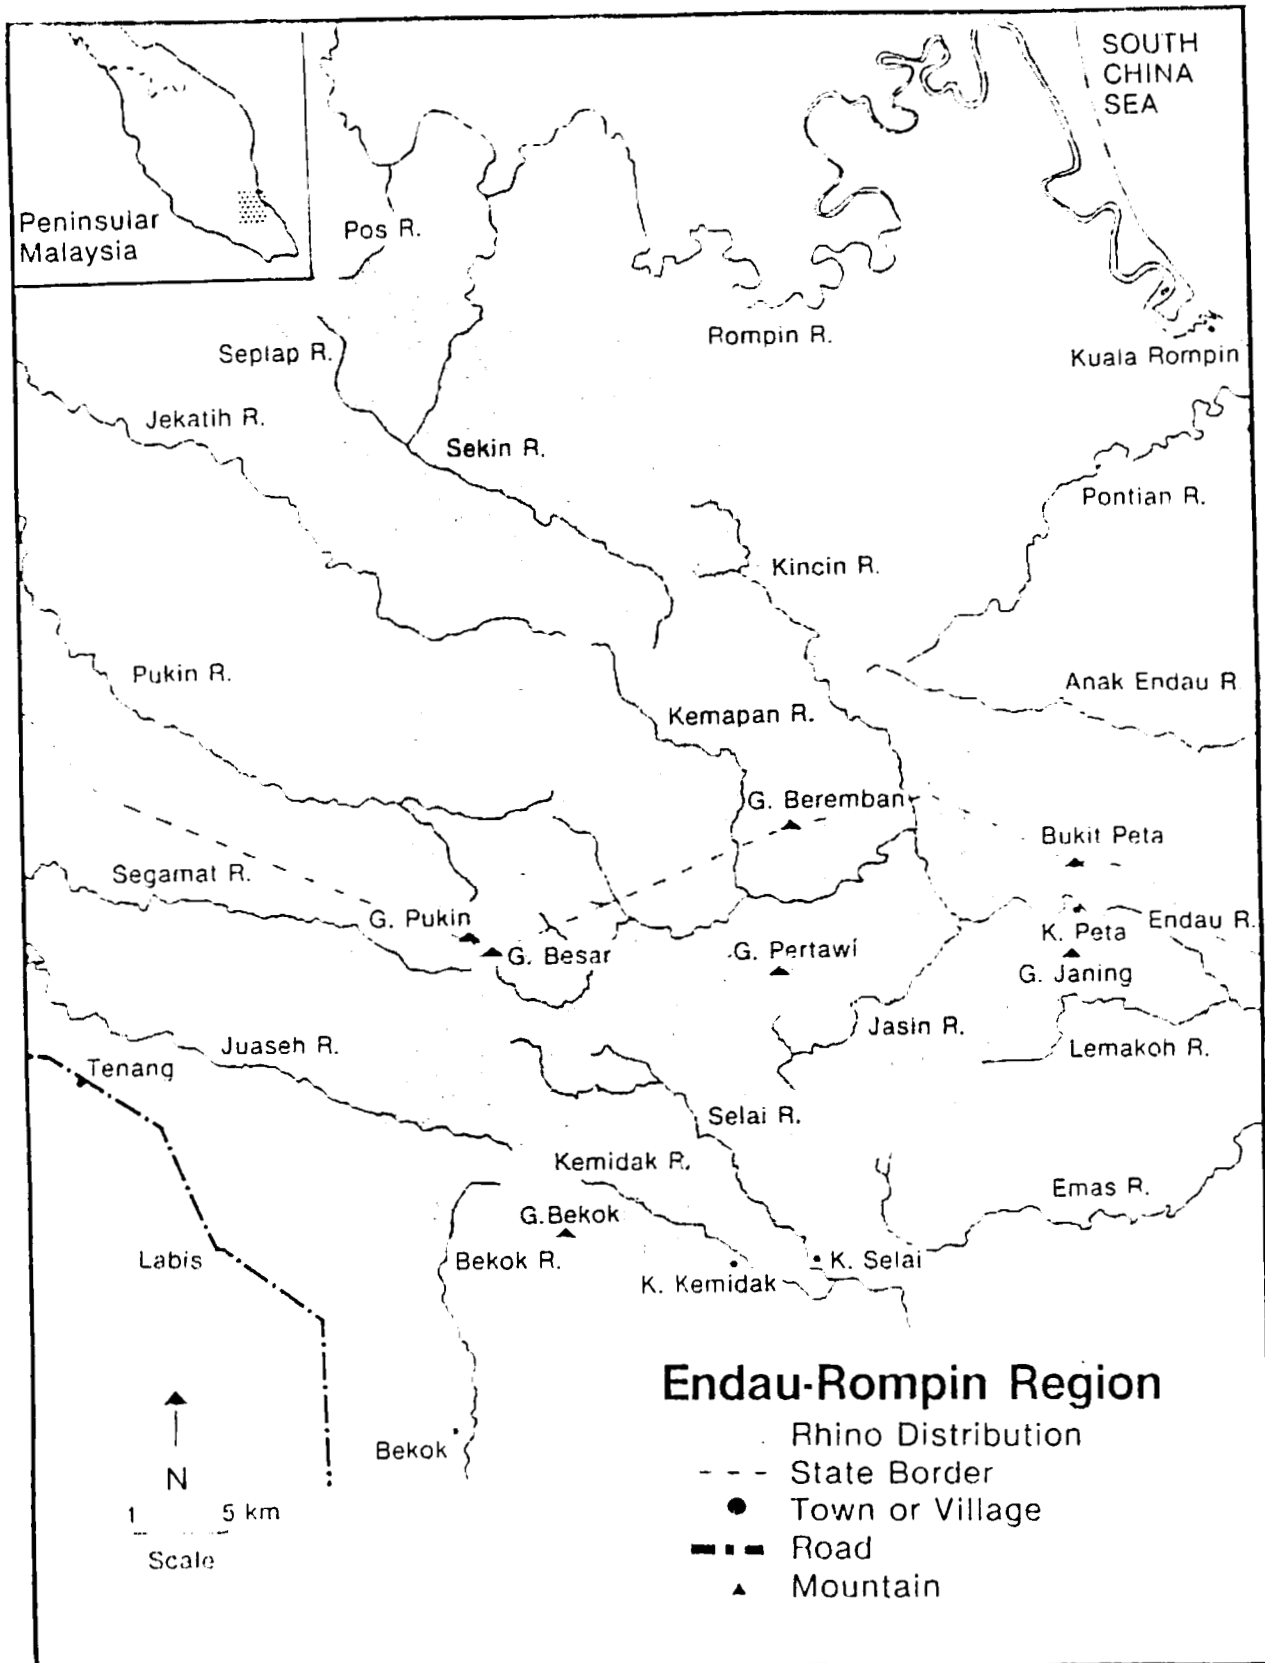 SOUTH
CHINA
SEA
Peninsular
Malaysia
Pos R.
Rompin R.
Kuala Rompin
Seplap R.
Jekatih R.
Sekin R.
Pontian R.
Kincin R.
Pukin R.
Anak Endau R
Kemapan R.
G. Beremban
Bukit Peta
Segamat R.
G. Pukin
G. Besar
G. Pertawi
K. Peta
Endau R.
G. Janing
Jasin R.
Lemakoh R.
Juaseh R.
Tenang
Selai R.
Kemidak R.
Emas R.
G. Bekok
Labis
Bekok R.
K. Kemidak
K. Selai
Bekok
N
1 5 km
Scale
Endau-Rompin Region
Rhino Distribution
State Border
Town or Village
Road
Mountain